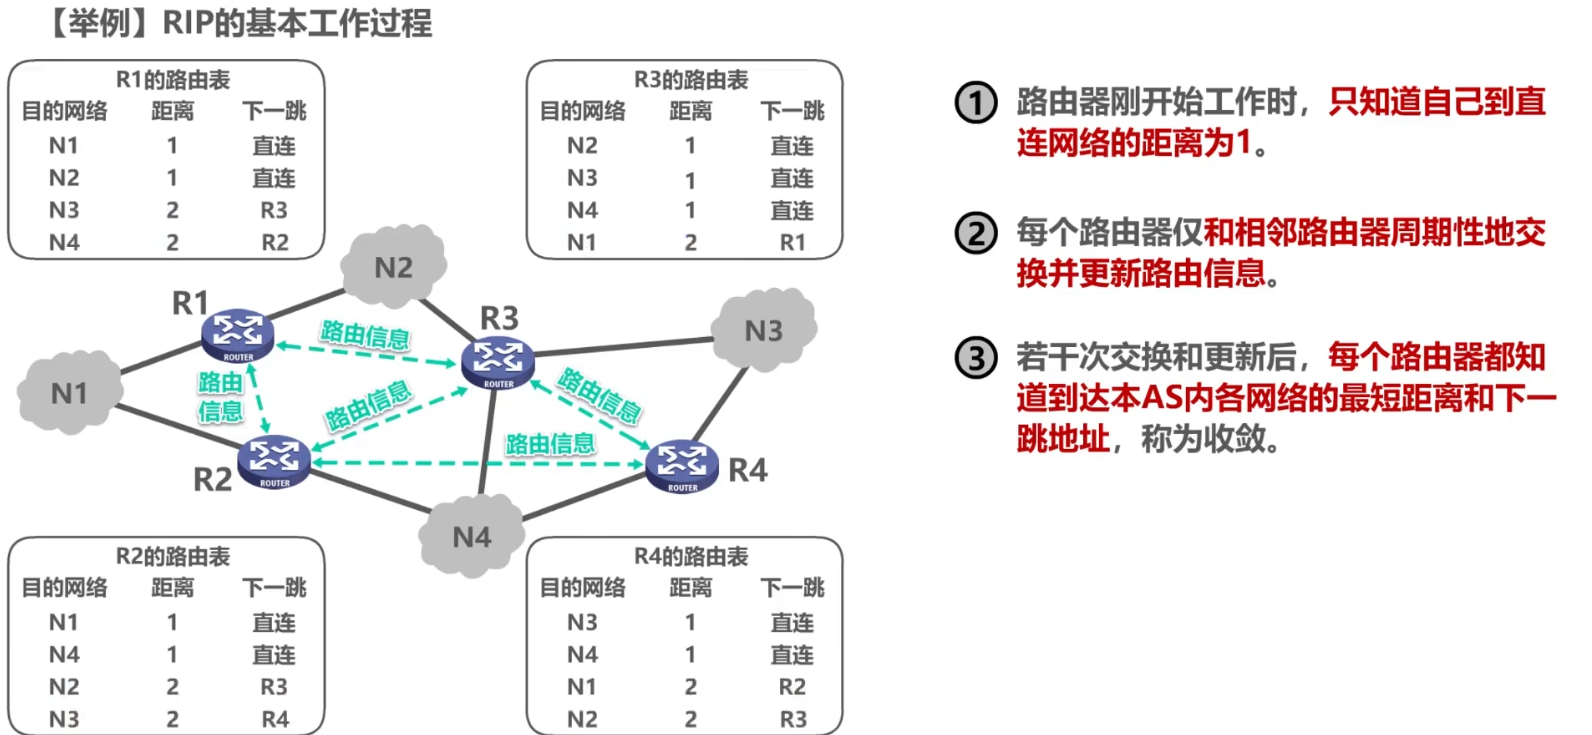 【举例】RIP的基本工作过程
R1的路由表
目的网络 距离 下一跳
N1 1 直连
N2 1 直连
N3 2 R3
N4 2 R2
R3的路由表
目的网络 距离 下一跳
N2 1 直连
N3 1 直连
N4 1 直连
N1 2 R1
N2
R1
ROUTER
路由信息
R3
ROUTER
N3
N1
路由
信息
路由信息
路由信息
路由信息
R2
ROUTER
R4
ROUTER
N4
R2的路由表
目的网络 距离 下一跳
N1 1 直连
N4 1 直连
N2 2 R3
N3 2 R4
R4的路由表
目的网络 距离 下一跳
N3 1 直连
N4 1 直连
N1 2 R2
N2 2 R3
① 路由器刚开始工作时，只知道自己到直
连网络的距离为1。
② 每个路由器仅和相邻路由器周期性地交
换并更新路由信息。
③ 若干次交换和更新后，每个路由器都知
道到达本AS内各网络的最短距离和下一
跳地址，称为收敛。